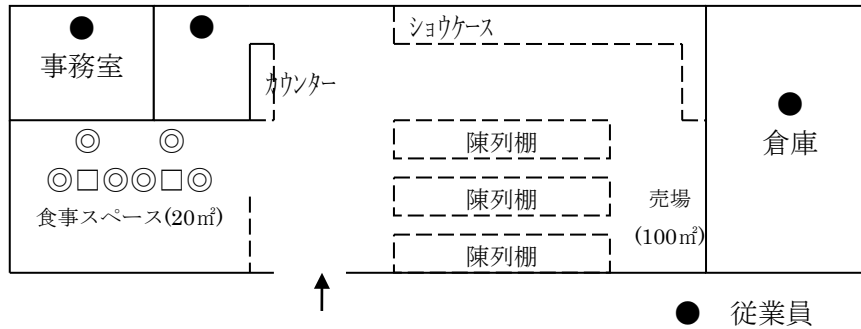 ショウケース
事務室
カウンター
倉庫
陳列棚
陳列棚
売場
(100㎡)
食事スペース(20㎡)
陳列棚
● 従業員